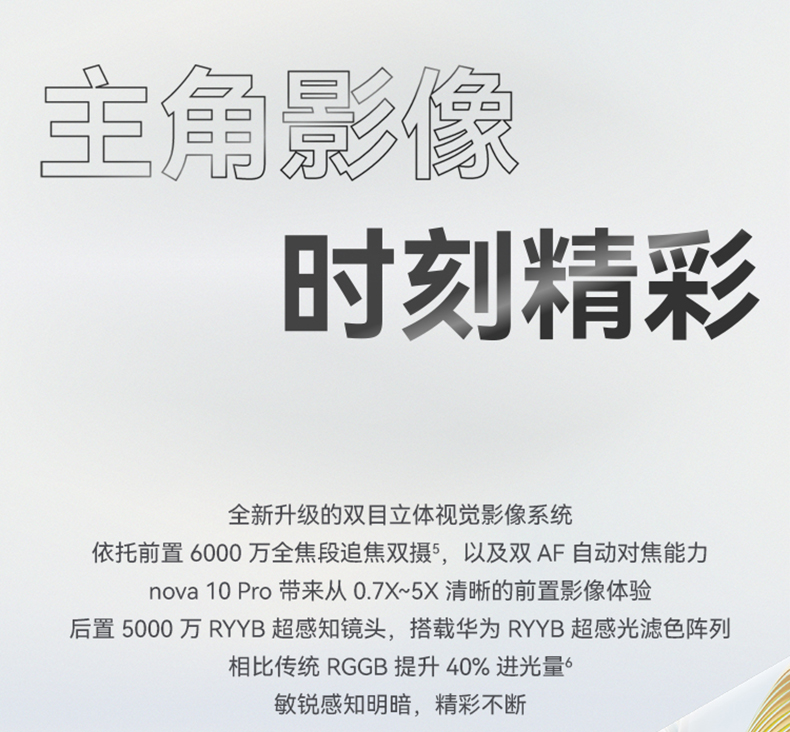 主角影像
时刻精彩
全新升级的双目立体视觉影像系统
依托前置 6000 万全焦段追焦双摄⁵，以及双 AF 自动对焦能力
nova 10 Pro 带来从 0.7X~5X 清晰的前置影像体验
后置 5000 万 RYYB 超感知镜头，搭载华为 RYYB 超感光滤色阵列
相比传统 RGGB 提升 40% 进光量⁶
敏锐感知明暗，精彩不断